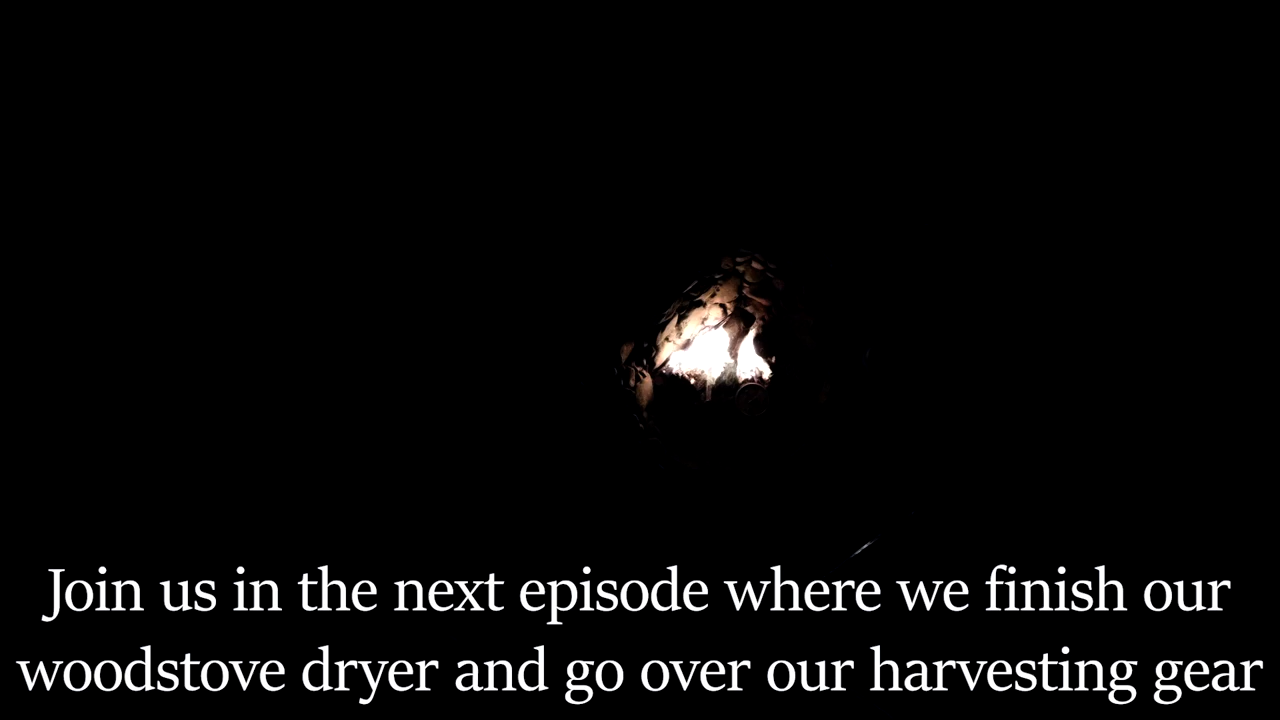 Join us in the next episode where we finish our
woodstove dryer and go over our harvesting gear